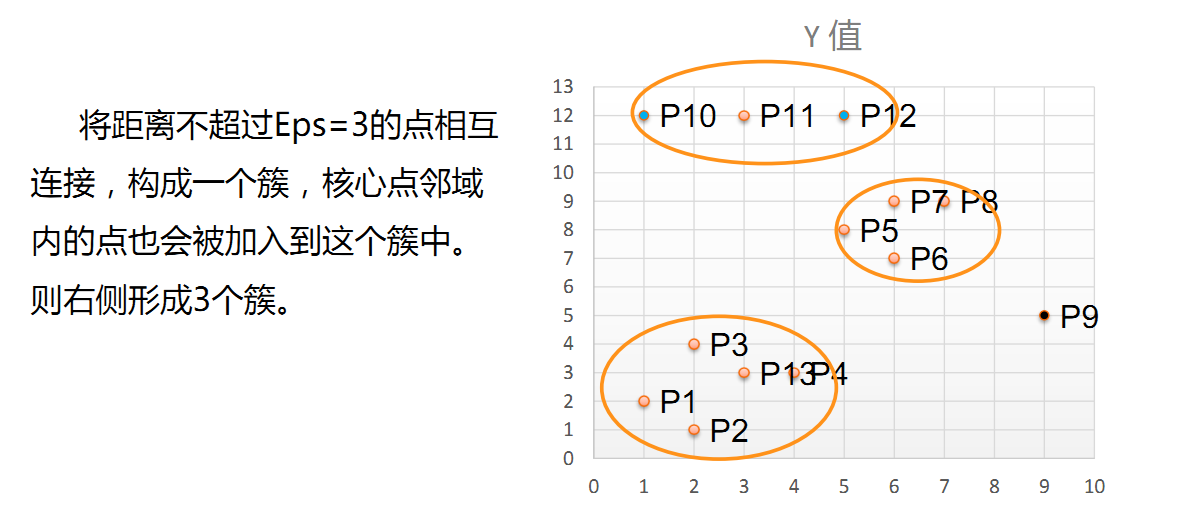 将距离不超过Eps=3的点相互
连接，构成一个簇，核心点邻域
内的点也会被加入到这个簇中。
则右侧形成3个簇。
Y 值
13
12
11
10
9
8
7
6
5
4
3
2
1
0
P10 P11 P12
P7 P8
P5
P6
P9
P3
P13 P4
P1
P2
0 1 2 3 4 5 6 7 8 9 10